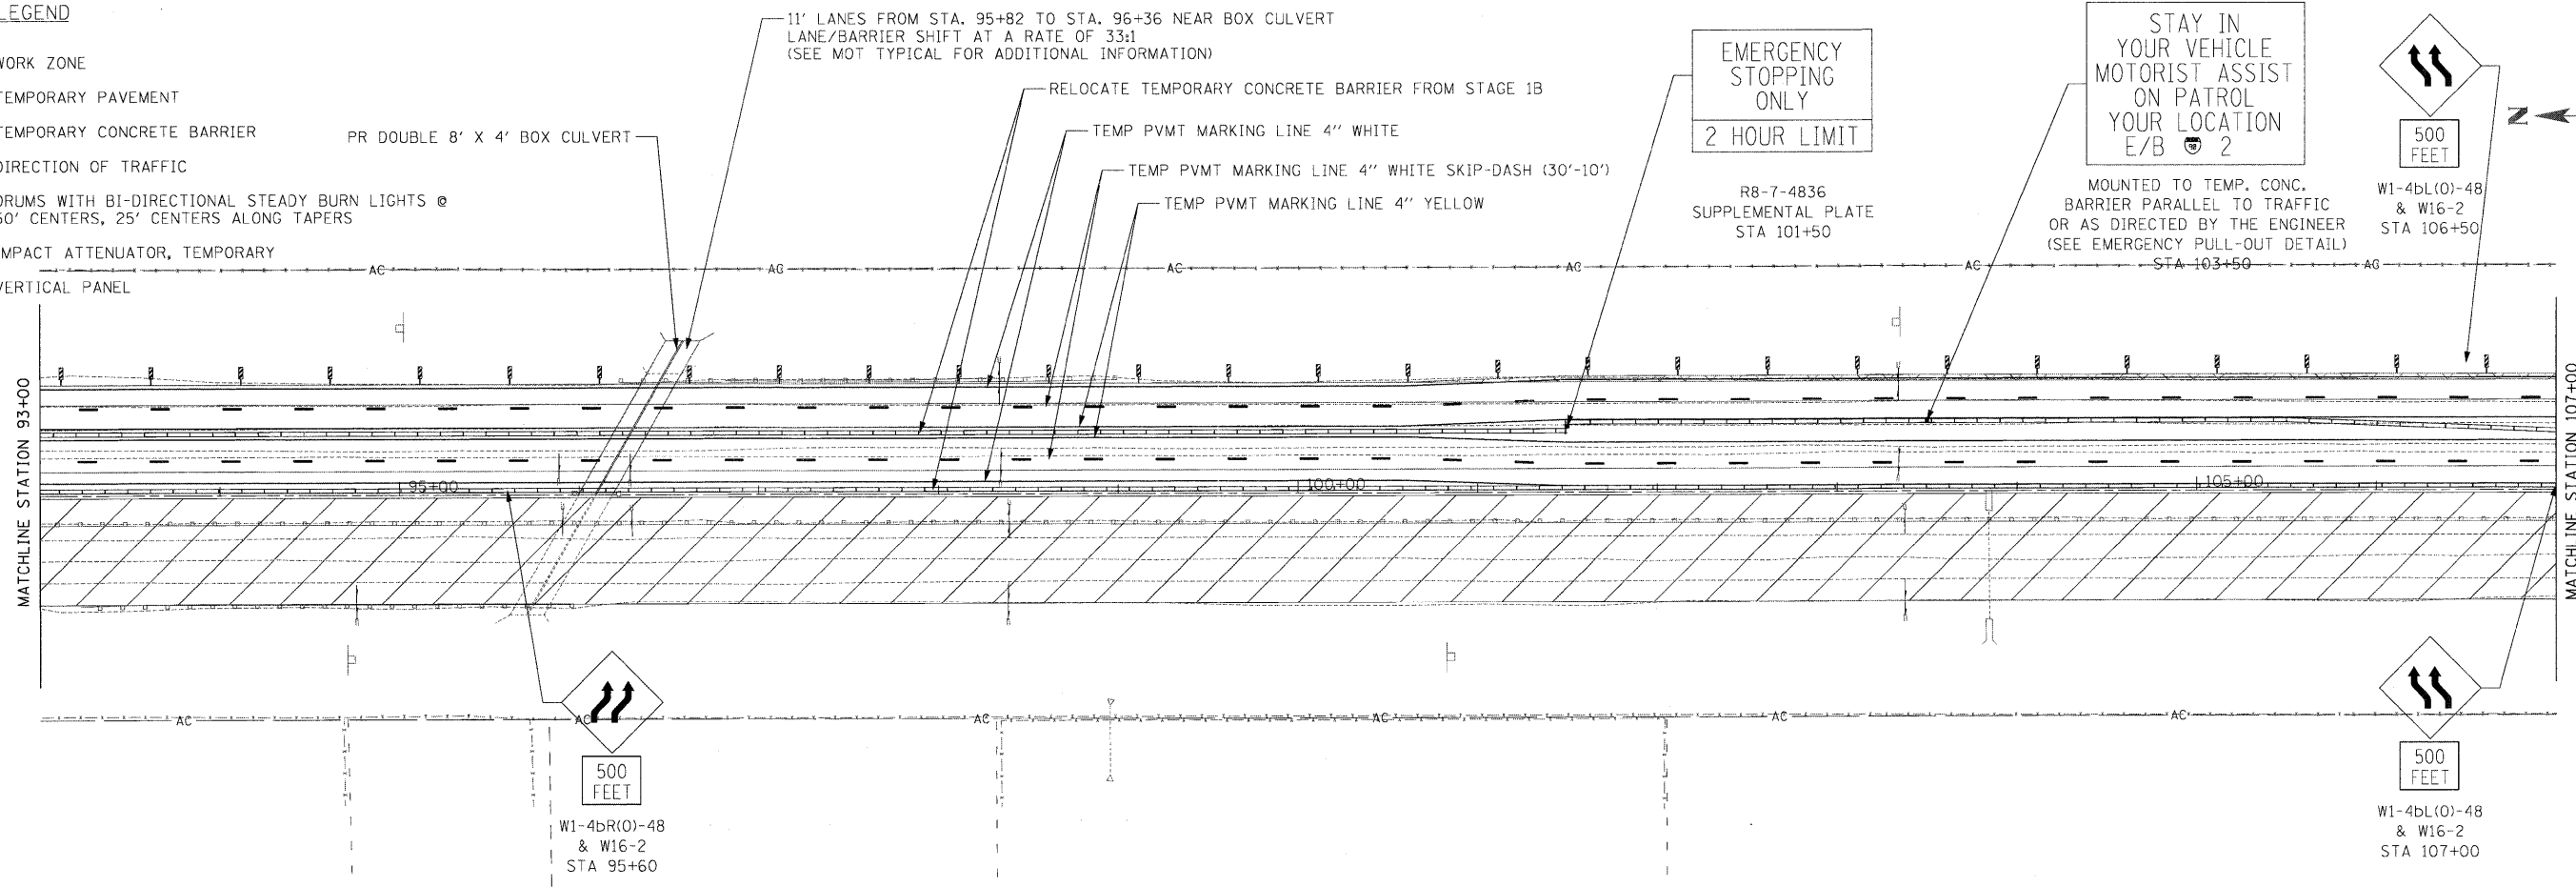 LEGEND
WORK ZONE
TEMPORARY PAVEMENT
TEMPORARY CONCRETE BARRIER
DIRECTION OF TRAFFIC
DRUMS WITH BI-DIRECTIONAL STEADY BURN LIGHTS @
50' CENTERS, 25' CENTERS ALONG TAPERS
IMPACT ATTENUATOR, TEMPORARY
VERTICAL PANEL
PR DOUBLE 8' X 4' BOX CULVERT
11' LANES FROM STA. 95+82 TO STA. 96+36 NEAR BOX CULVERT
LANE/BARRIER SHIFT AT A RATE OF 33:1
(SEE MOT TYPICAL FOR ADDITIONAL INFORMATION)
RELOCATE TEMPORARY CONCRETE BARRIER FROM STAGE 1B
TEMP PVMT MARKING LINE 4" WHITE
TEMP PVMT MARKING LINE 4" WHITE SKIP-DASH (30'-10')
TEMP PVMT MARKING LINE 4" YELLOW
EMERGENCY
STOPPING
ONLY
2 HOUR LIMIT
R8-7-4836
SUPPLEMENTAL PLATE
STA 101+50
STAY IN
YOUR VEHICLE
MOTORIST ASSIST
ON PATROL
YOUR LOCATION
E/B 90 2
MOUNTED TO TEMP. CONC.
BARRIER PARALLEL TO TRAFFIC
OR AS DIRECTED BY THE ENGINEER
(SEE EMERGENCY PULL-OUT DETAIL)
STA 103+50
500
FEET
W1-4bL(O)-48
& W16-2
STA 106+50
N
AC AC AC AC AC AC
MATCHLINE STATION 93+00
95+00 100+00 105+00
MATCHLINE STATION 107+00
AC AC AC AC AC AC
500
FEET
W1-4bR(O)-48
& W16-2
STA 95+60
500
FEET
W1-4bL(O)-48
& W16-2
STA 107+00